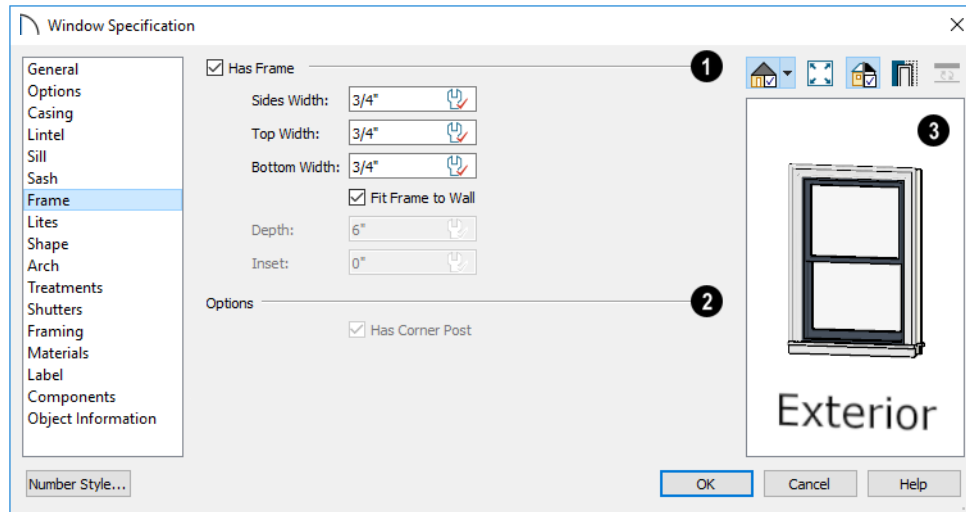 Window Specification
General
Options
Casing
Lintel
Sill
Sash
Frame
Lites
Shape
Arch
Treatments
Shutters
Framing
Materials
Label
Components
Object Information
Has Frame
1
Sides Width: 3/4"
Top Width: 3/4"
Bottom Width: 3/4"
Fit Frame to Wall
Depth: 6"
Inset: 0"
Options
2
Has Corner Post
3
Exterior
Number Style...
OK
Cancel
Help